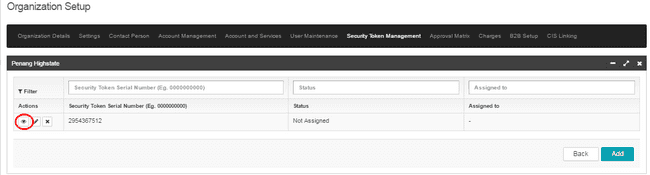 Organization Setup
Organization Details Settings Contact Person Account Management Account and Services User Maintenance Security Token Management Approval Matrix Charges B2B Setup CIS Linking
Penang Highstate
Filter Security Token Serial Number (Eg. 0000000000) Status Assigned to
Actions Security Token Serial Number (Eg. 0000000000) Status Assigned to
2954367512 Not Assigned -
Back Add